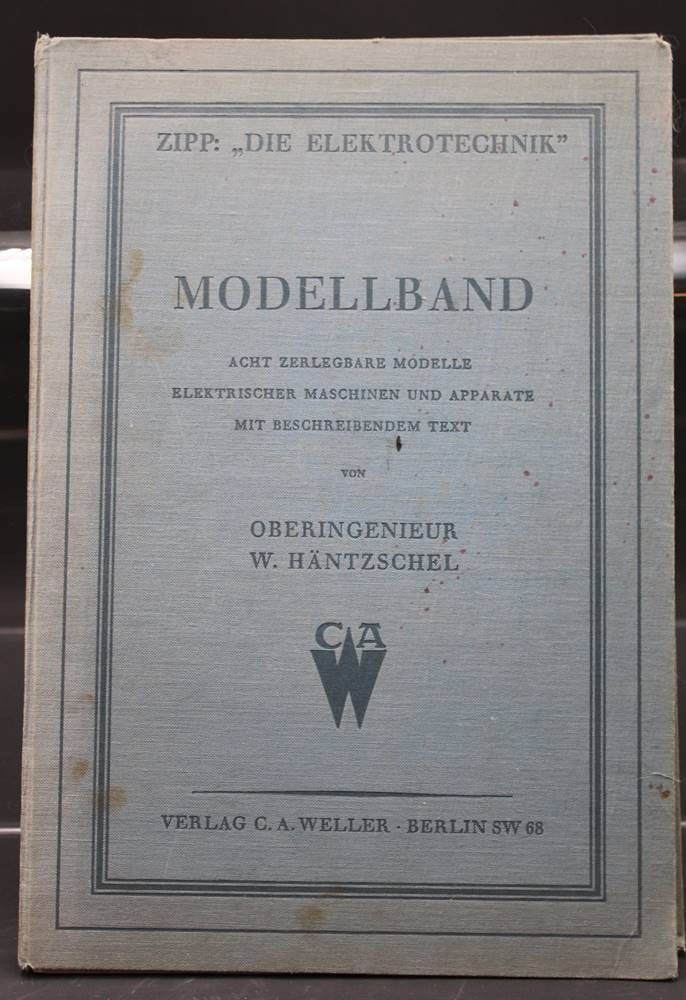 ZIPP: „DIE ELEKTROTECHNIK”
MODELLBAND
ACHT ZERLEGBARE MODELLE
ELEKTRISCHER MASCHINEN UND APPARATE
MIT BESCHREIBENDEM TEXT
VON
OBERINGENIEUR
W. HÄNTZSCHEL
CA
W
VERLAG C. A. WELLER · BERLIN SW 68